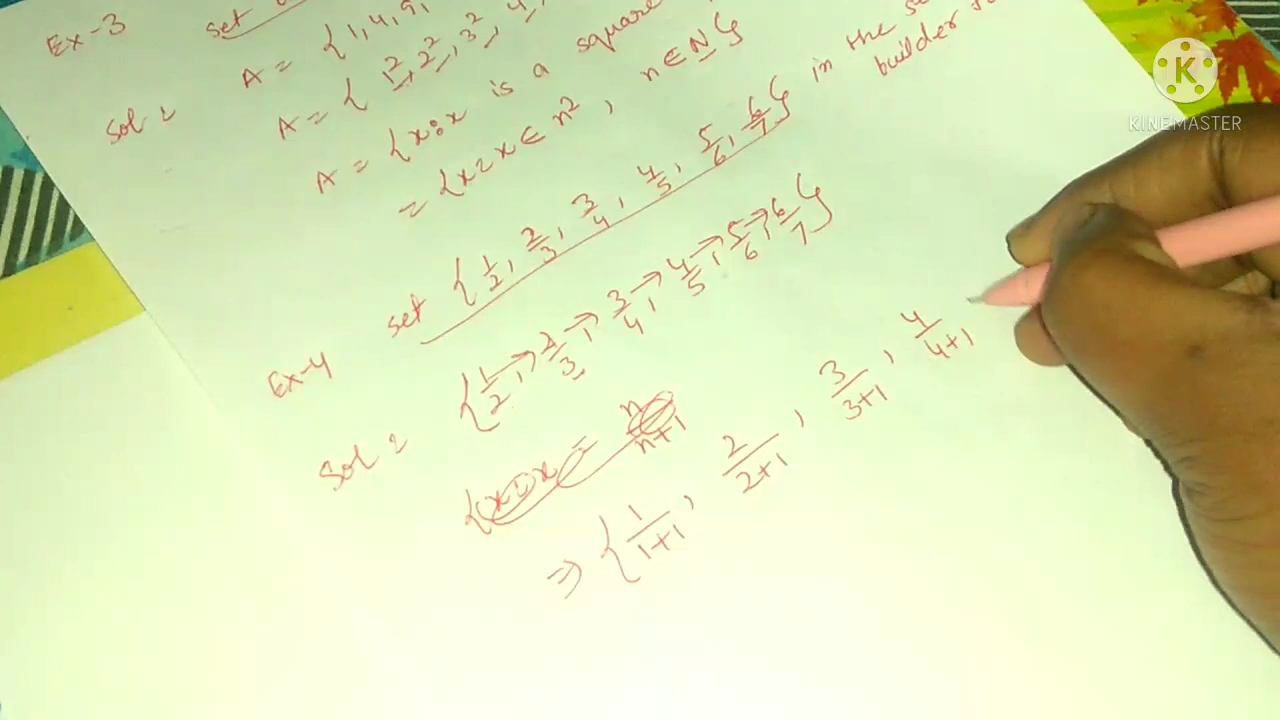 Ex-3 set
A = {1, 4, 9,
Sol: A = {1², 2², 3², 4
A = {x:x is a square
= {x:x ∈ n², n ∈ N}
Ex-4 set {1/2, 2/3, 3/4, 4/5, 5/6, 6/7} in the
builder
Sol: {1/2, 2/3, 3/4, 4/5, 5/6, 6/7}
{x:x = n/n+1
⇒ {1/1+1, 2/2+1, 3/3+1, 4/4+1
K
KINEMASTER